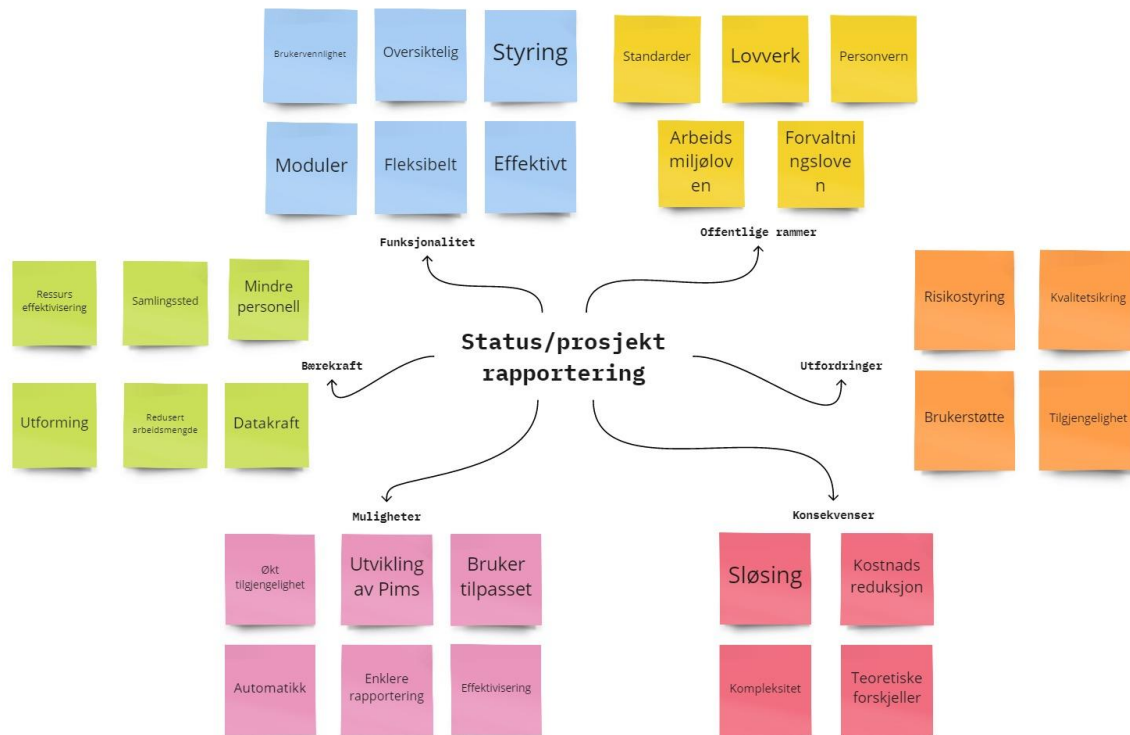 Brukervennlighet
Oversiktelig
Styring
Moduler
Fleksibelt
Effektivt
Funksjonalitet
Standarder
Lovverk
Personvern
Arbeids
miljølov
en
Forvaltn
ingslove
n
Offentlige rammer
Ressurs
effektivisering
Samlingssted
Mindre
personell
Utforming
Redusert
arbeidsmengde
Datakraft
Bærekraft
Status/prosjekt
rapportering
Utfordringer
Risikostyring
Kvalitetsikring
Brukerstøtte
Tilgjengelighet
Muligheter
Økt
tilgjengelighet
Utvikling
av Pims
Bruker
tilpasset
Automatikk
Enklere
rapportering
Effektivisering
Konsekvenser
Sløsing
Kostnads
reduksjon
Kompleksitet
Teoretiske
forskjeller